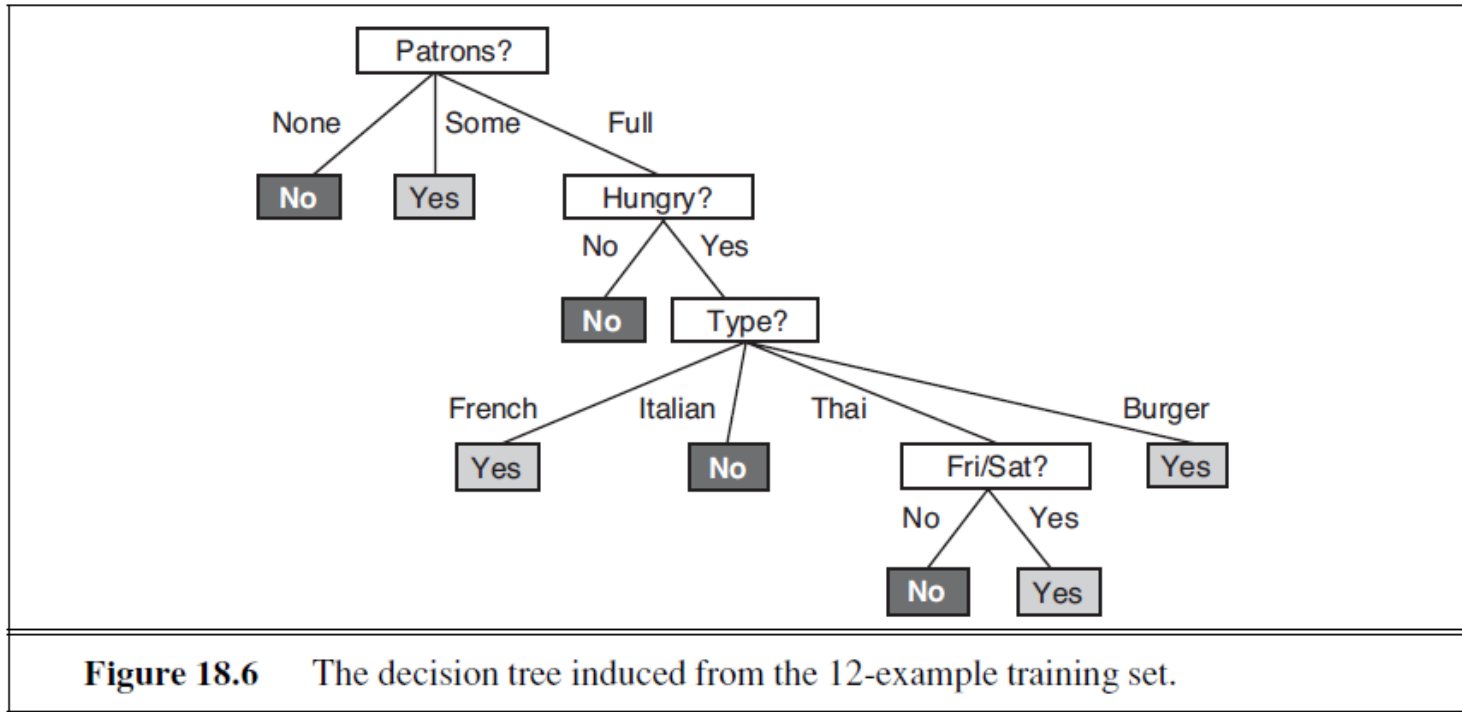 Patrons?
None Some Full
No Yes Hungry?
No Yes
No Type?
French Italian Thai Burger
Yes No Fri/Sat? Yes
No Yes
No Yes
Figure 18.6 The decision tree induced from the 12-example training set.